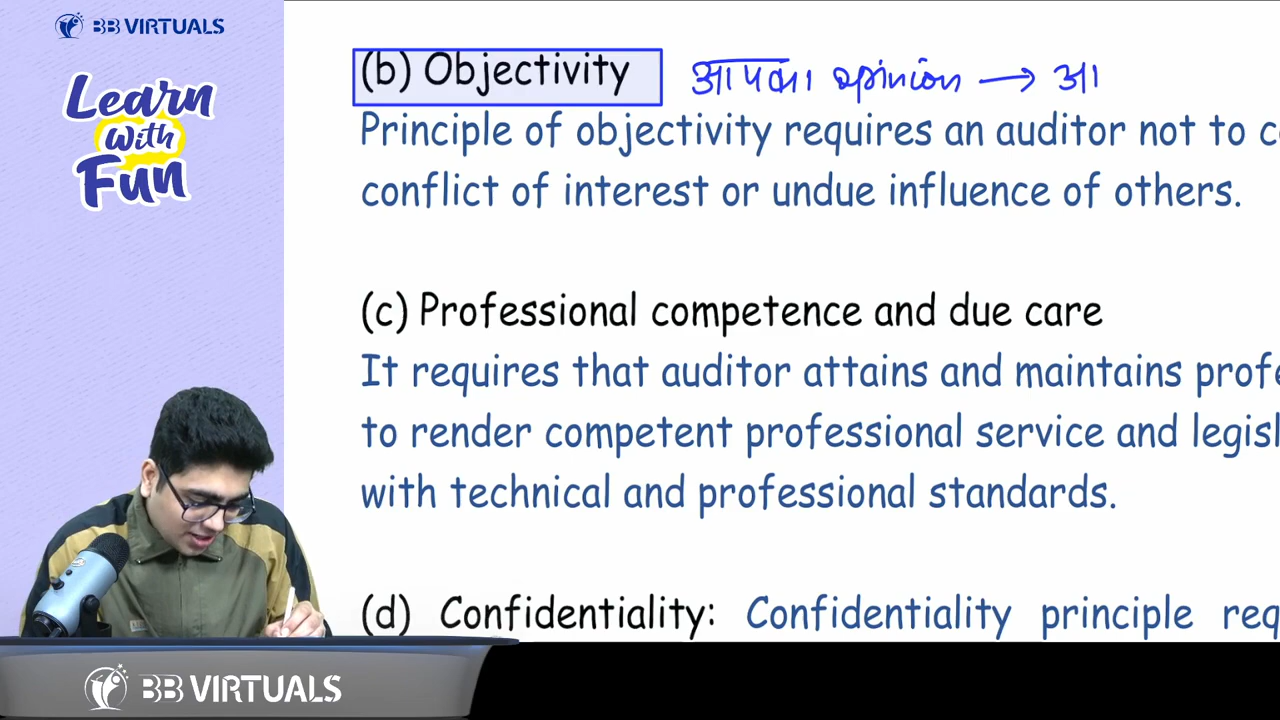 BB VIRTUALS
Learn
With
Fun
(b) Objectivity आपका opinion → आ
Principle of objectivity requires an auditor not to c
conflict of interest or undue influence of others.
(c) Professional competence and due care
It requires that auditor attains and maintains profe
to render competent professional service and legisl
with technical and professional standards.
(d) Confidentiality: Confidentiality principle req
BB VIRTUALS